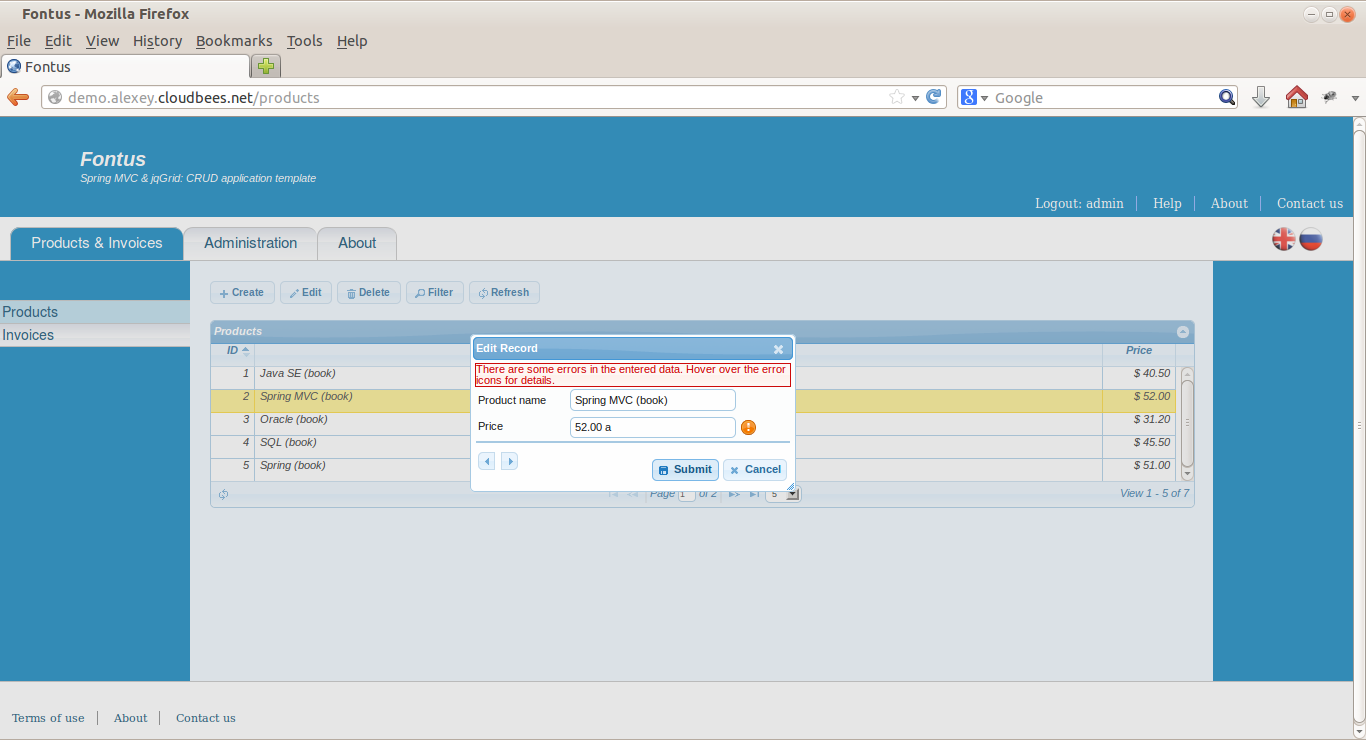 Fontus - Mozilla Firefox
File Edit View History Bookmarks Tools Help
Fontus
demo.alexey.cloudbees.net/products
Google
Fontus
Spring MVC & jqGrid: CRUD application template
Logout: admin Help About Contact us
Products & Invoices Administration About
Products
Invoices
Create Edit Delete Filter Refresh
Products
ID Price
1 Java SE (book) $ 40.50
2 Spring MVC (book) $ 52.00
3 Oracle (book) $ 31.20
4 SQL (book) $ 45.50
5 Spring (book) $ 51.00
Page 1 of 2 5 View 1 - 5 of 7
Edit Record
There are some errors in the entered data. Hover over the error
icons for details.
Product name Spring MVC (book)
Price 52.00 a
Submit Cancel
Terms of use About Contact us